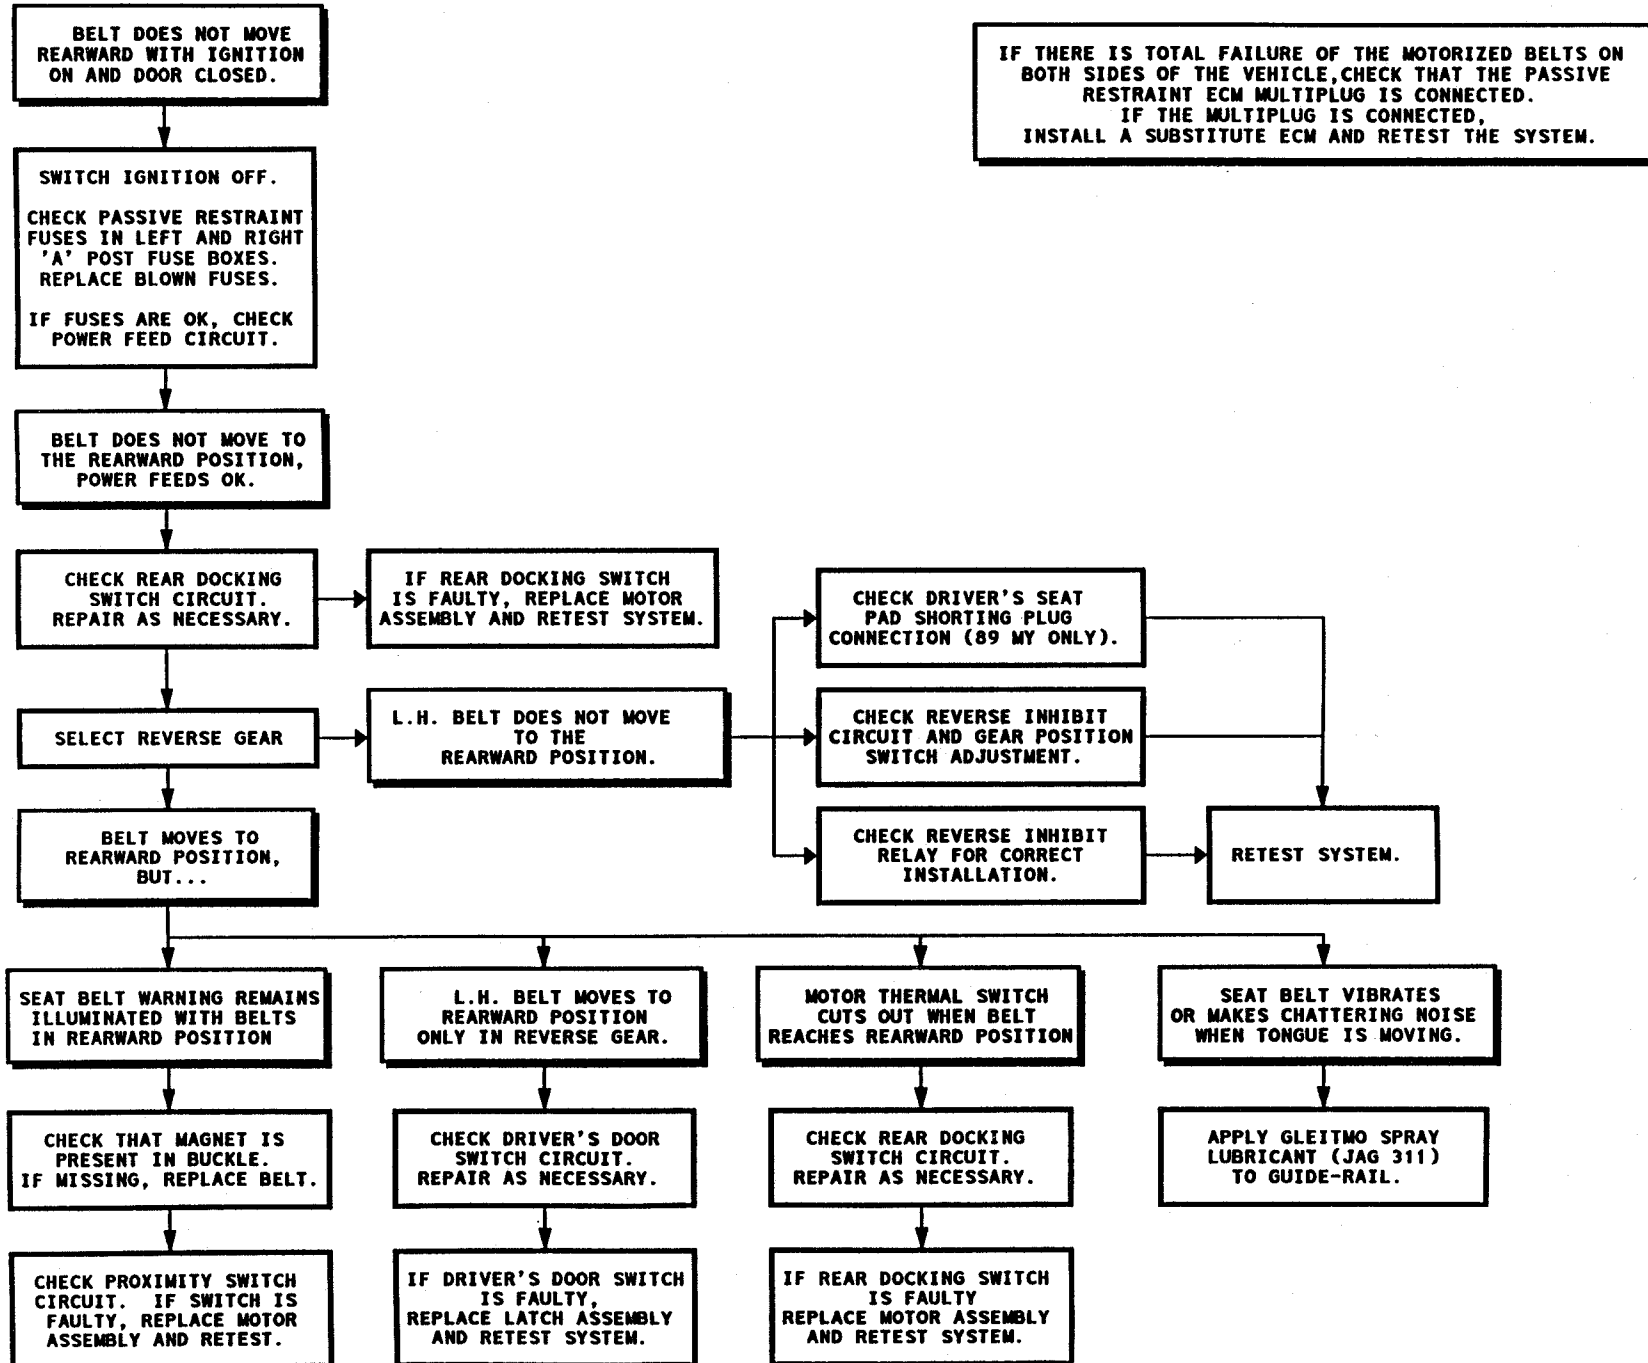 BELT DOES NOT MOVE
REARWARD WITH IGNITION
ON AND DOOR CLOSED.
IF THERE IS TOTAL FAILURE OF THE MOTORIZED BELTS ON
BOTH SIDES OF THE VEHICLE,CHECK THAT THE PASSIVE
RESTRAINT ECM MULTIPLUG IS CONNECTED.
IF THE MULTIPLUG IS CONNECTED,
INSTALL A SUBSTITUTE ECM AND RETEST THE SYSTEM.
SWITCH IGNITION OFF.
CHECK PASSIVE RESTRAINT
FUSES IN LEFT AND RIGHT
'A' POST FUSE BOXES.
REPLACE BLOWN FUSES.
IF FUSES ARE OK, CHECK
POWER FEED CIRCUIT.
BELT DOES NOT MOVE TO
THE REARWARD POSITION,
POWER FEEDS OK.
CHECK REAR DOCKING
SWITCH CIRCUIT.
REPAIR AS NECESSARY.
IF REAR DOCKING SWITCH
IS FAULTY, REPLACE MOTOR
ASSEMBLY AND RETEST SYSTEM.
CHECK DRIVER'S SEAT
PAD SHORTING PLUG
CONNECTION (89 MY ONLY).
SELECT REVERSE GEAR
L.H. BELT DOES NOT MOVE
TO THE
REARWARD POSITION.
CHECK REVERSE INHIBIT
CIRCUIT AND GEAR POSITION
SWITCH ADJUSTMENT.
BELT MOVES TO
REARWARD POSITION,
BUT...
CHECK REVERSE INHIBIT
RELAY FOR CORRECT
INSTALLATION.
RETEST SYSTEM.
SEAT BELT WARNING REMAINS
ILLUMINATED WITH BELTS
IN REARWARD POSITION
L.H. BELT MOVES TO
REARWARD POSITION
ONLY IN REVERSE GEAR.
MOTOR THERMAL SWITCH
CUTS OUT WHEN BELT
REACHES REARWARD POSITION
SEAT BELT VIBRATES
OR MAKES CHATTERING NOISE
WHEN TONGUE IS MOVING.
CHECK THAT MAGNET IS
PRESENT IN BUCKLE.
IF MISSING, REPLACE BELT.
CHECK DRIVER'S DOOR
SWITCH CIRCUIT.
REPAIR AS NECESSARY.
CHECK REAR DOCKING
SWITCH CIRCUIT.
REPAIR AS NECESSARY.
APPLY GLEITMO SPRAY
LUBRICANT (JAG 311)
TO GUIDE-RAIL.
CHECK PROXIMITY SWITCH
CIRCUIT. IF SWITCH IS
FAULTY, REPLACE MOTOR
ASSEMBLY AND RETEST.
IF DRIVER'S DOOR SWITCH
IS FAULTY,
REPLACE LATCH ASSEMBLY
AND RETEST SYSTEM.
IF REAR DOCKING SWITCH
IS FAULTY
REPLACE MOTOR ASSEMBLY
AND RETEST SYSTEM.